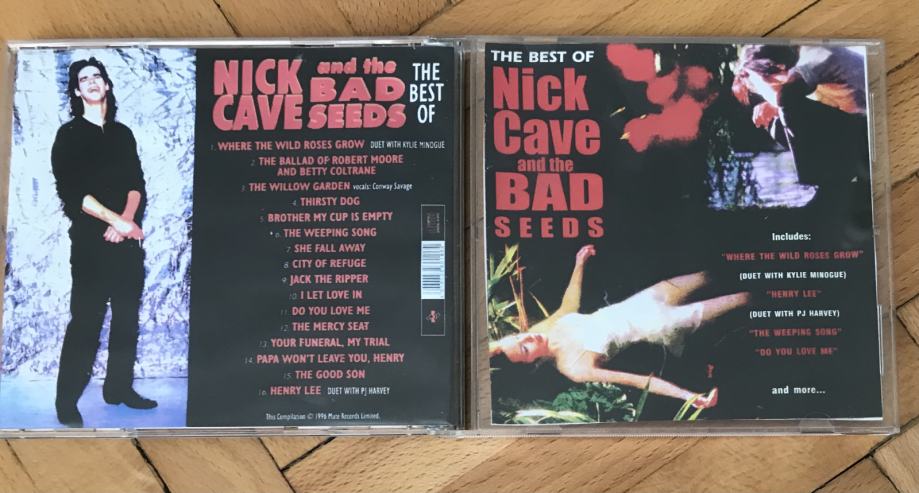 NICK CAVE and the BAD SEEDS THE BEST OF
1. WHERE THE WILD ROSES GROW DUET WITH KYLIE MINOGUE
2. THE BALLAD OF ROBERT MOORE
AND BETTY COLTRANE
3. THE WILLOW GARDEN vocals: Conway Savage
4. THIRSTY DOG
5. BROTHER MY CUP IS EMPTY
6. THE WEEPING SONG
7. SHE FALL AWAY
8. CITY OF REFUGE
9. JACK THE RIPPER
10. I LET LOVE IN
11. DO YOU LOVE ME
12. THE MERCY SEAT
13. YOUR FUNERAL, MY TRIAL
14. PAPA WON'T LEAVE YOU, HENRY
15. THE GOOD SON
16. HENRY LEE DUET WITH PJ HARVEY
This Compilation © 1996 Mute Records Limited.
THE BEST OF
Nick
Cave
and the
BAD
SEEDS
Includes:
"WHERE THE WILD ROSES GROW"
(DUET WITH KYLIE MINOGUE)
"HENRY LEE"
(DUET WITH PJ HARVEY)
"THE WEEPING SONG"
"DO YOU LOVE ME"
and more...